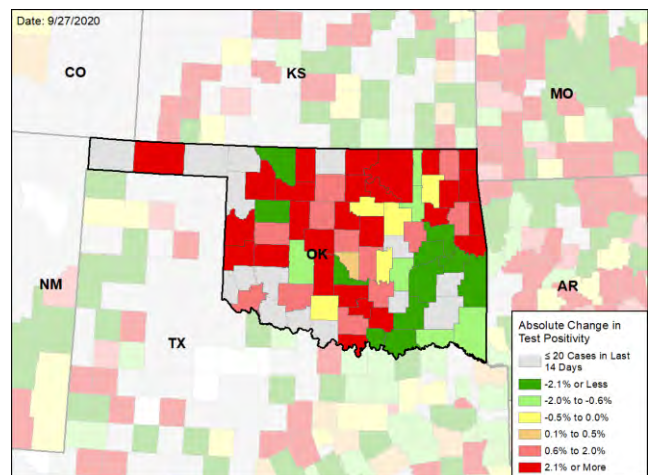 Date: 9/27/2020
CO
KS
MO
OK
NM
AR
TX
Absolute Change in
Test Positivity
≤ 20 Cases in Last
14 Days
-2.1% or Less
-2.0% to -0.6%
-0.5% to 0.0%
0.1% to 0.5%
0.6% to 2.0%
2.1% or More